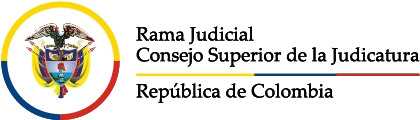 Rama Judicial
Consejo Superior de la Judicatura
República de Colombia